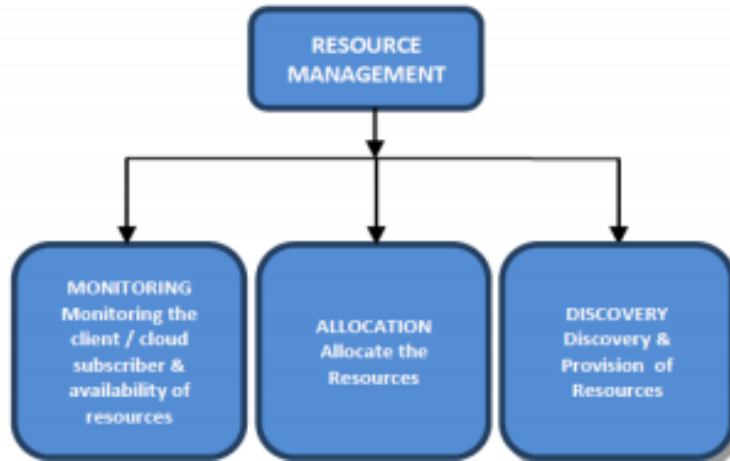 RESOURCE
MANAGEMENT
MONITORING
Monitoring the
client / cloud
subscriber &
availability of
resources
ALLOCATION
Allocate the
Resources
DISCOVERY
Discovery &
Provision of
Resources